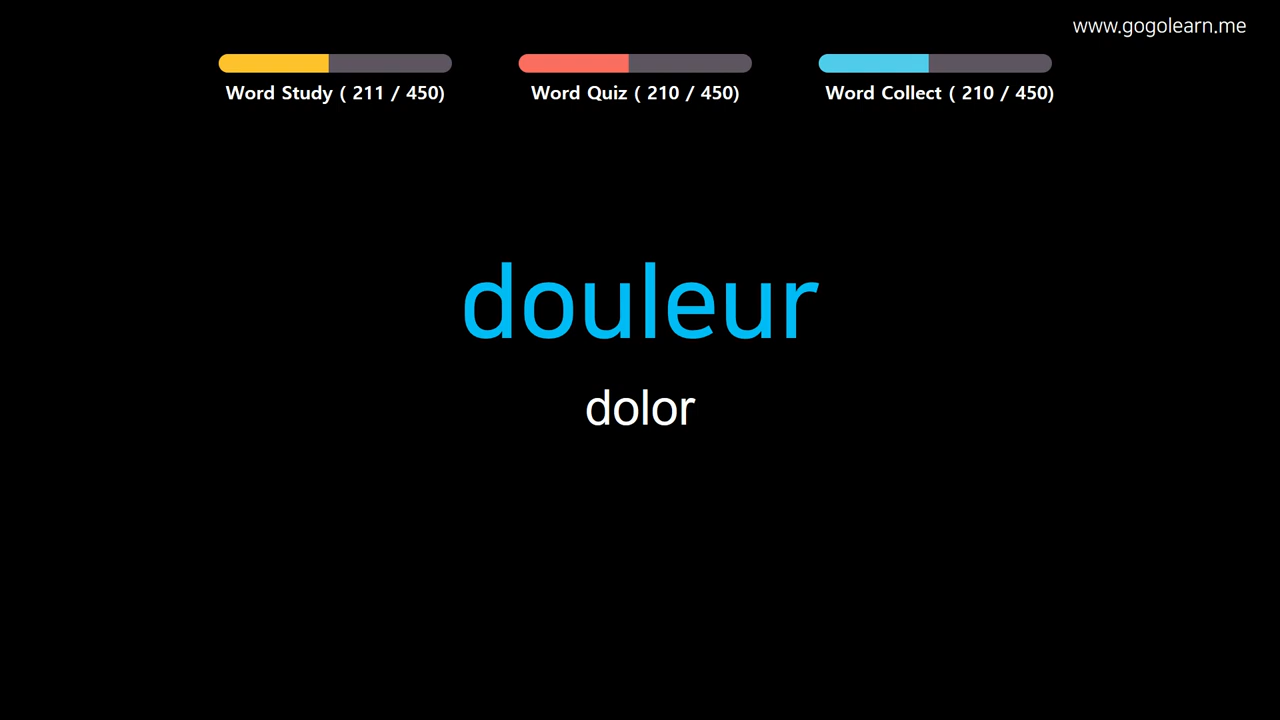 www.gogolearn.me
Word Study ( 211 / 450)
Word Quiz ( 210 / 450)
Word Collect ( 210 / 450)
douleur
dolor